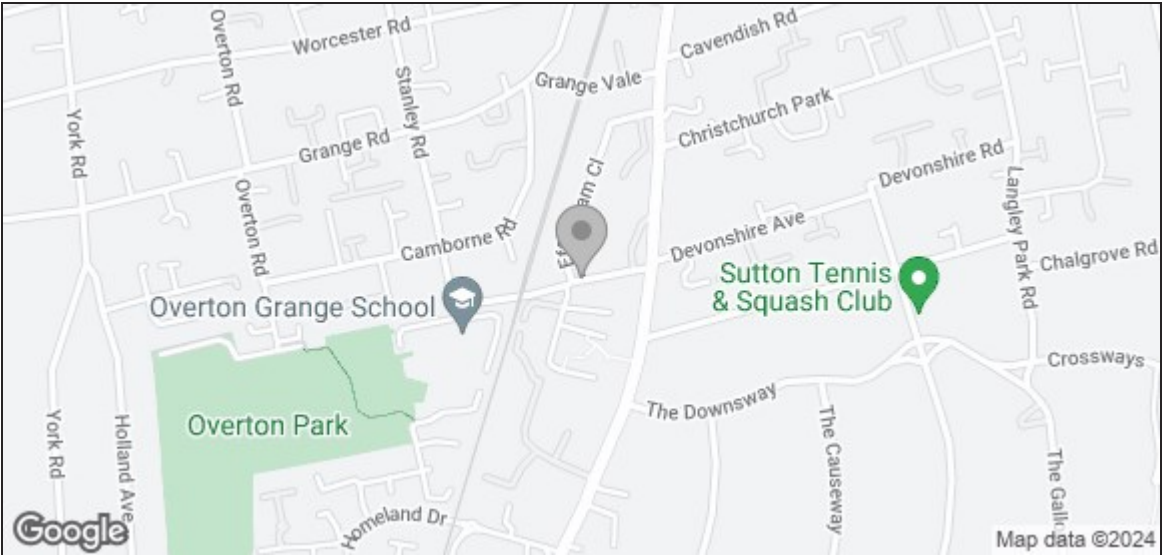 Worcester Rd
Cavendish Rd
Overton Rd
Grange Vale
Stanley Rd
Christchurch Park
York Rd
Grange Rd
Devonshire Rd
Overton Rd
Langley Park Rd
Camborne Rd
Devonshire Ave
Chalgrove Rd
Sutton Tennis
& Squash Club
Overton Grange School
Crossways
The Downsway
Overton Park
York Rd
Holland Ave
The Causeway
Homeland Dr
Google
Map data ©2024